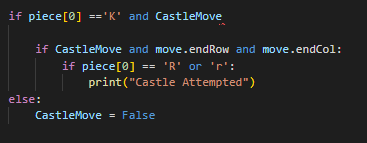 if piece[0] =='K' and CastleMove
if CastleMove and move.endRow and move.endCol:
if piece[0] == 'R' or 'r':
print("Castle Attempted")
else:
CastleMove = False